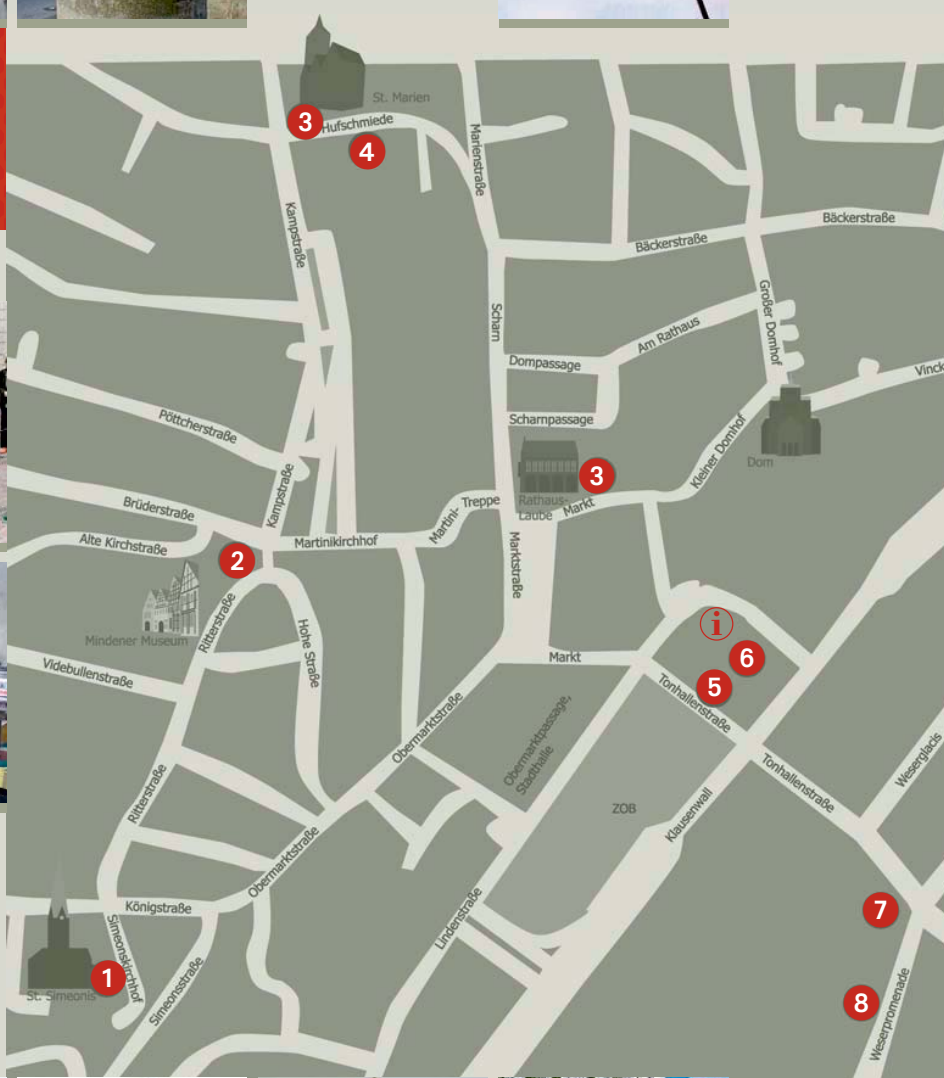 St. Marien
3
Hufschmiede
4
Marienstraße
Kampstraße
Bäckerstraße
Bäckerstraße
Großer Domhof
Scharn
Am Rathaus
Dompassage
Vinck
Pöttcherstraße
Scharnpassage
Kleiner Domhof
Dom
3
Rathaus-
Laube
Markt
Kampstraße
Brüderstraße
Martini-
Treppe
Alte Kirchstraße
Martinikirchhof
2
Marktstraße
Mindener Museum
Ritterstraße
Hohe Straße
i
6
Videbullenstraße
Markt
5
Tonhallenstraße
Obermarktstraße
Obermarktpassage,
Stadthalle
Weserglacis
Tonhallenstraße
Ritterstraße
ZOB
Klausenwall
Obermarktstraße
Königstraße
7
Lindenstraße
Simeonskirchhof
1
St. Simeonis
Simeonsstraße
8
Weserpromenade